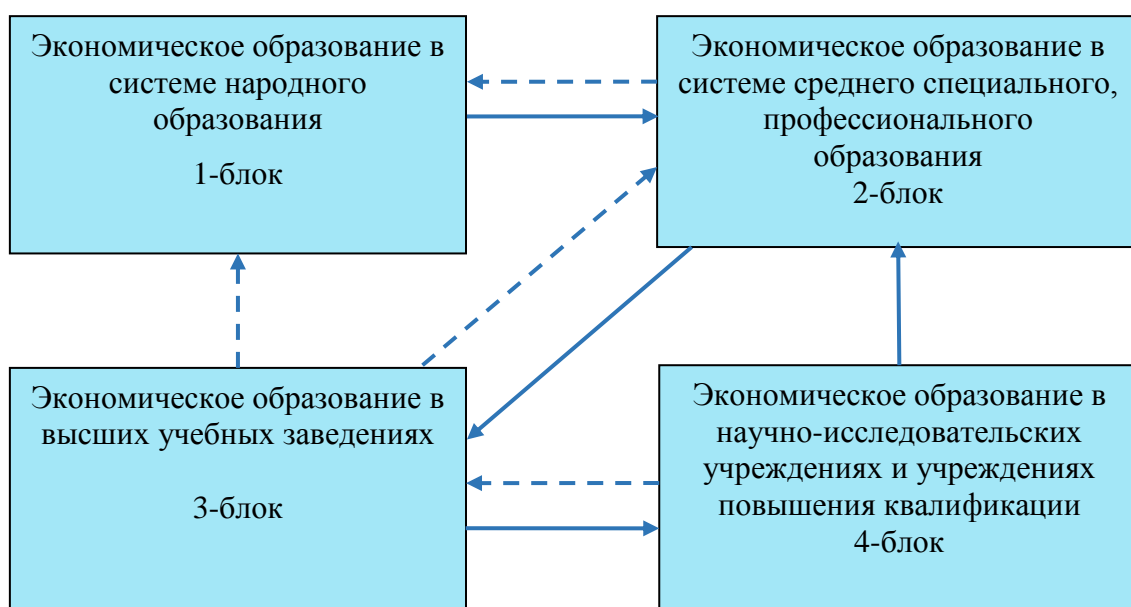 Экономическое образование в
системе народного
образования
1-блок
Экономическое образование в
системе среднего специального,
профессионального
образования
2-блок
Экономическое образование в
высших учебных заведениях
3-блок
Экономическое образование в
научно-исследовательских
учреждениях и учреждениях
повышения квалификации
4-блок